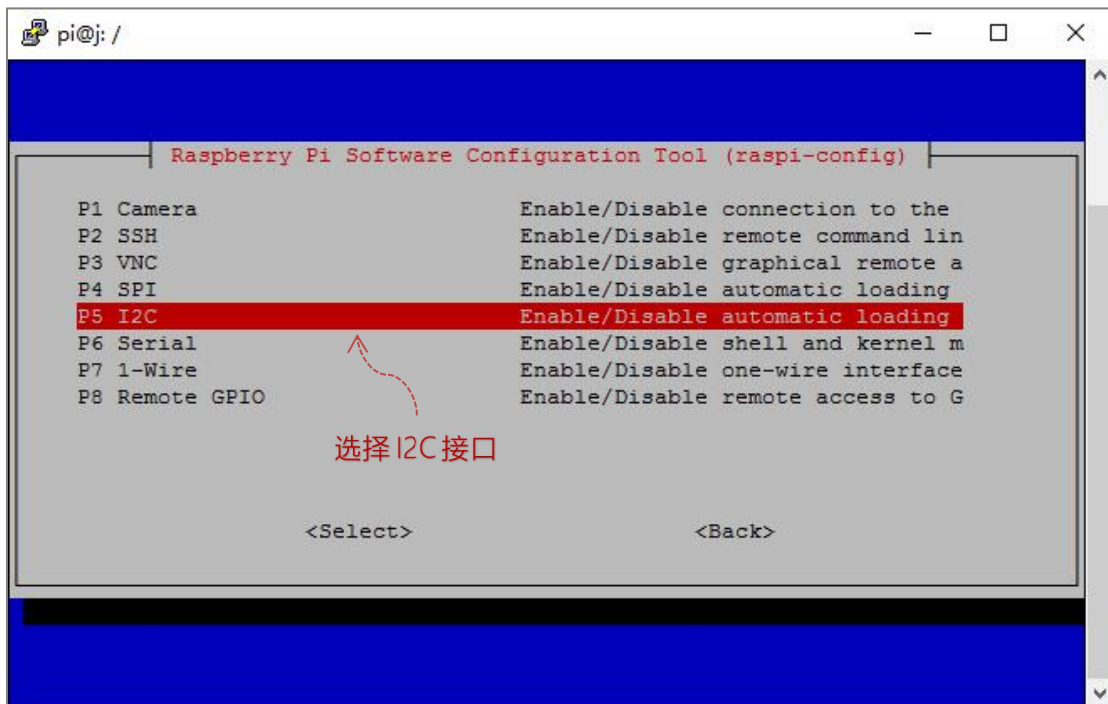 pi@j: /
Raspberry Pi Software Configuration Tool (raspi-config)
P1 Camera Enable/Disable connection to the
P2 SSH Enable/Disable remote command lin
P3 VNC Enable/Disable graphical remote a
P4 SPI Enable/Disable automatic loading
P5 I2C Enable/Disable automatic loading
P6 Serial Enable/Disable shell and kernel m
P7 1-Wire Enable/Disable one-wire interface
P8 Remote GPIO Enable/Disable remote access to G
选择 I2C 接口
<Select> <Back>